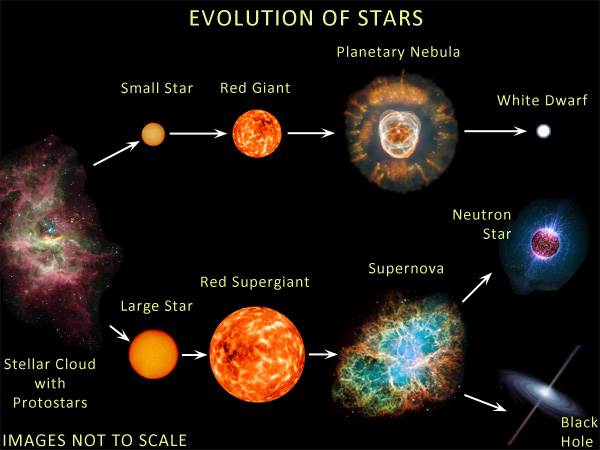 EVOLUTION OF STARS
Planetary Nebula
Small Star
Red Giant
White Dwarf
Neutron
Star
Supernova
Red Supergiant
Large Star
Stellar Cloud
with
Protostars
Black
Hole
IMAGES NOT TO SCALE